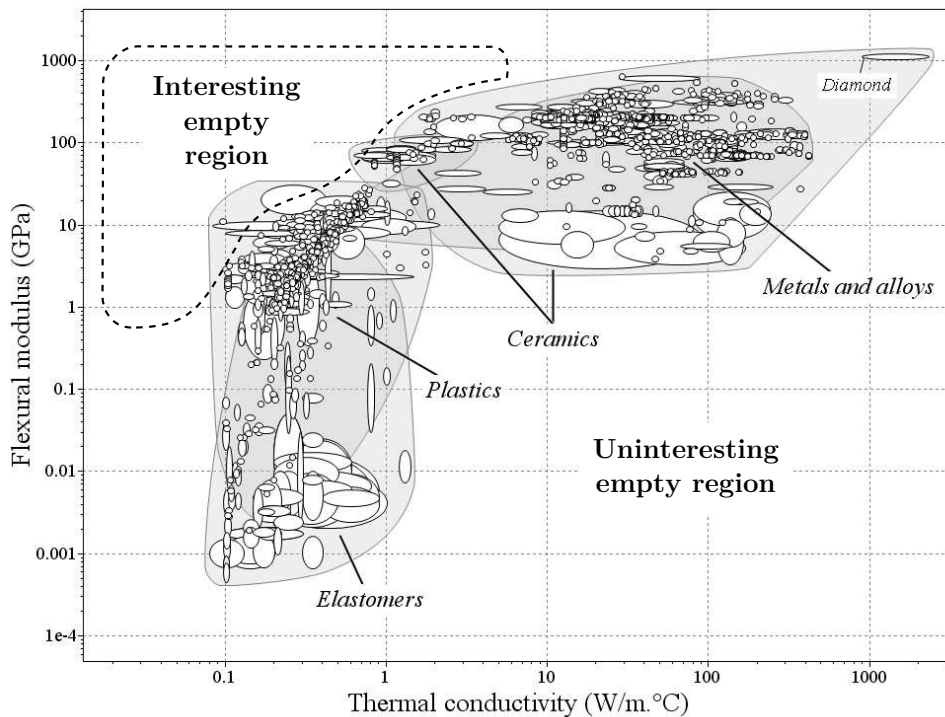 1000
100
10
1
0.1
0.01
0.001
1e-4
Flexural modulus (GPa)
Interesting
empty
region
Diamond
Metals and alloys
Ceramics
Plastics
Uninteresting
empty region
Elastomers
0.1
1
10
100
1000
Thermal conductivity (W/m.°C)